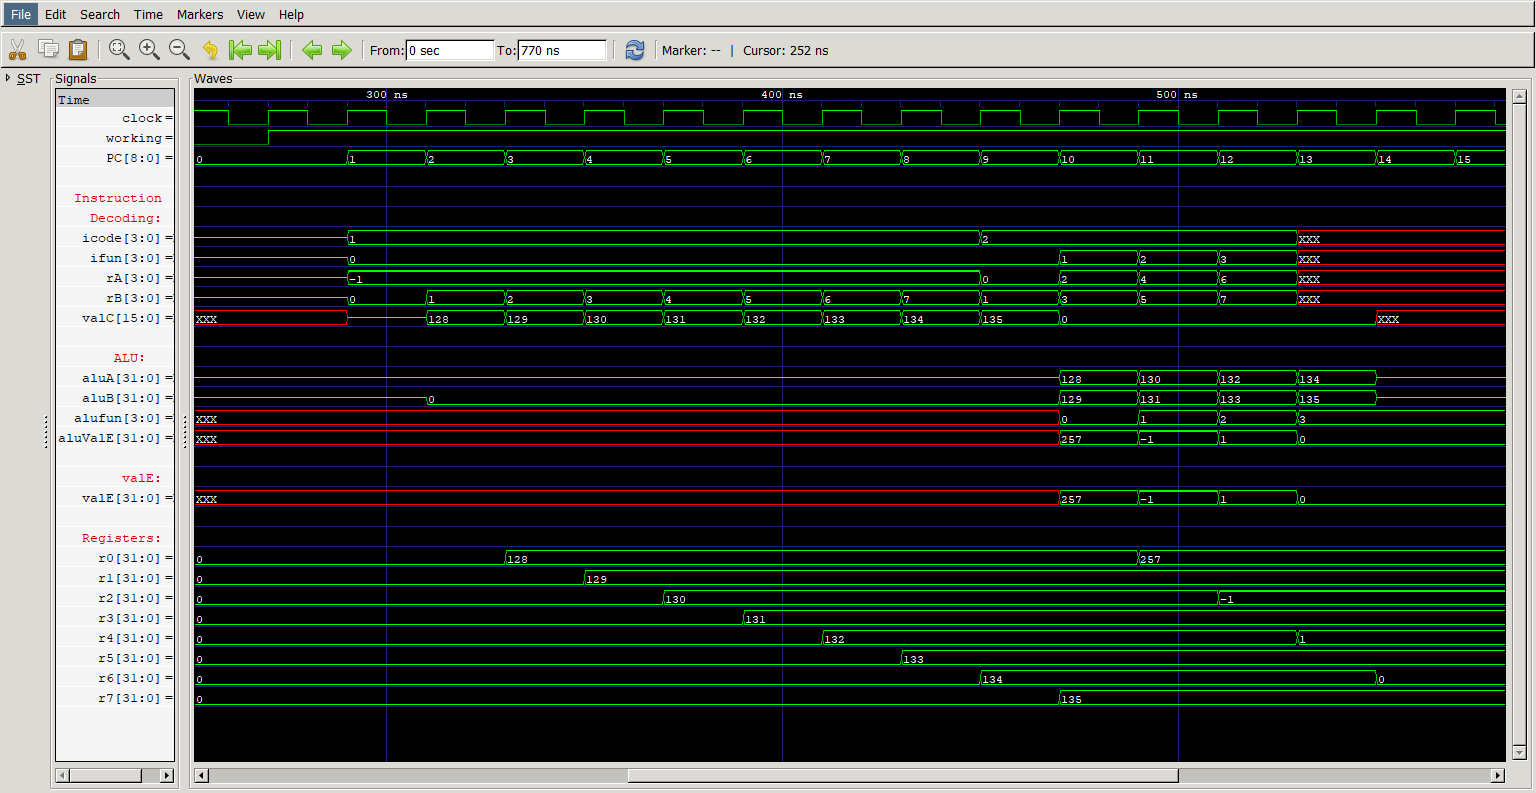 File Edit Search Time Markers View Help
From: 0 sec To: 770 ns Marker: -- | Cursor: 252 ns
SST Signals Waves
Time 300 ns 400 ns 500 ns
clock=
working=
PC[8:0]= 0 1 2 3 4 5 6 7 8 9 10 11 12 13 14 15
Instruction
Decoding:
icode[3:0]= 1 2 xxx
ifun[3:0]= 0 1 2 3 xxx
rA[3:0]= -1 0 2 4 6 xxx
rB[3:0]= 0 1 2 3 4 5 6 7 1 3 5 7 xxx
valC[15:0]= xxx 128 129 130 131 132 133 134 135 0 xxx
ALU:
aluA[31:0]= 128 130 132 134
aluB[31:0]= 0 129 131 133 135
alufun[3:0]= xxx 0 1 2 3
aluValE[31:0]= xxx 257 -1 1 0
valE:
valE[31:0]= xxx 257 -1 1 0
Registers:
r0[31:0]= 0 128 257
r1[31:0]= 0 129
r2[31:0]= 0 130 -1
r3[31:0]= 0 131
r4[31:0]= 0 132 1
r5[31:0]= 0 133
r6[31:0]= 0 134 0
r7[31:0]= 0 135